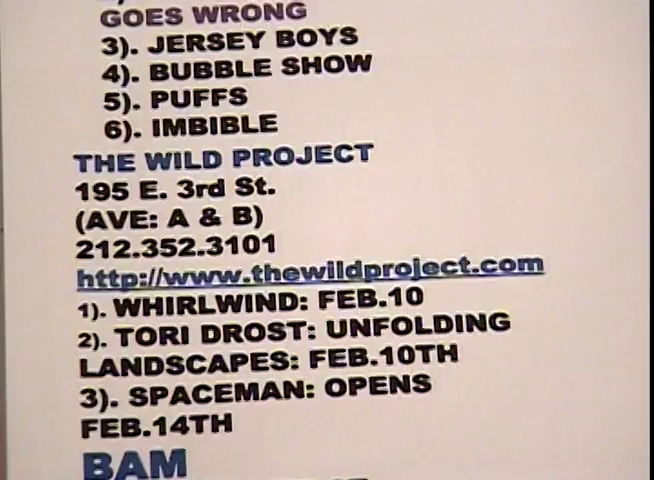 GOES WRONG
3). JERSEY BOYS
4). BUBBLE SHOW
5). PUFFS
6). IMBIBLE
THE WILD PROJECT
195 E. 3rd St.
(AVE: A & B)
212.352.3101
http://www.thewildproject.com
1). WHIRLWIND: FEB.10
2). TORI DROST: UNFOLDING
LANDSCAPES: FEB.10TH
3). SPACEMAN: OPENS
FEB.14TH
BAM